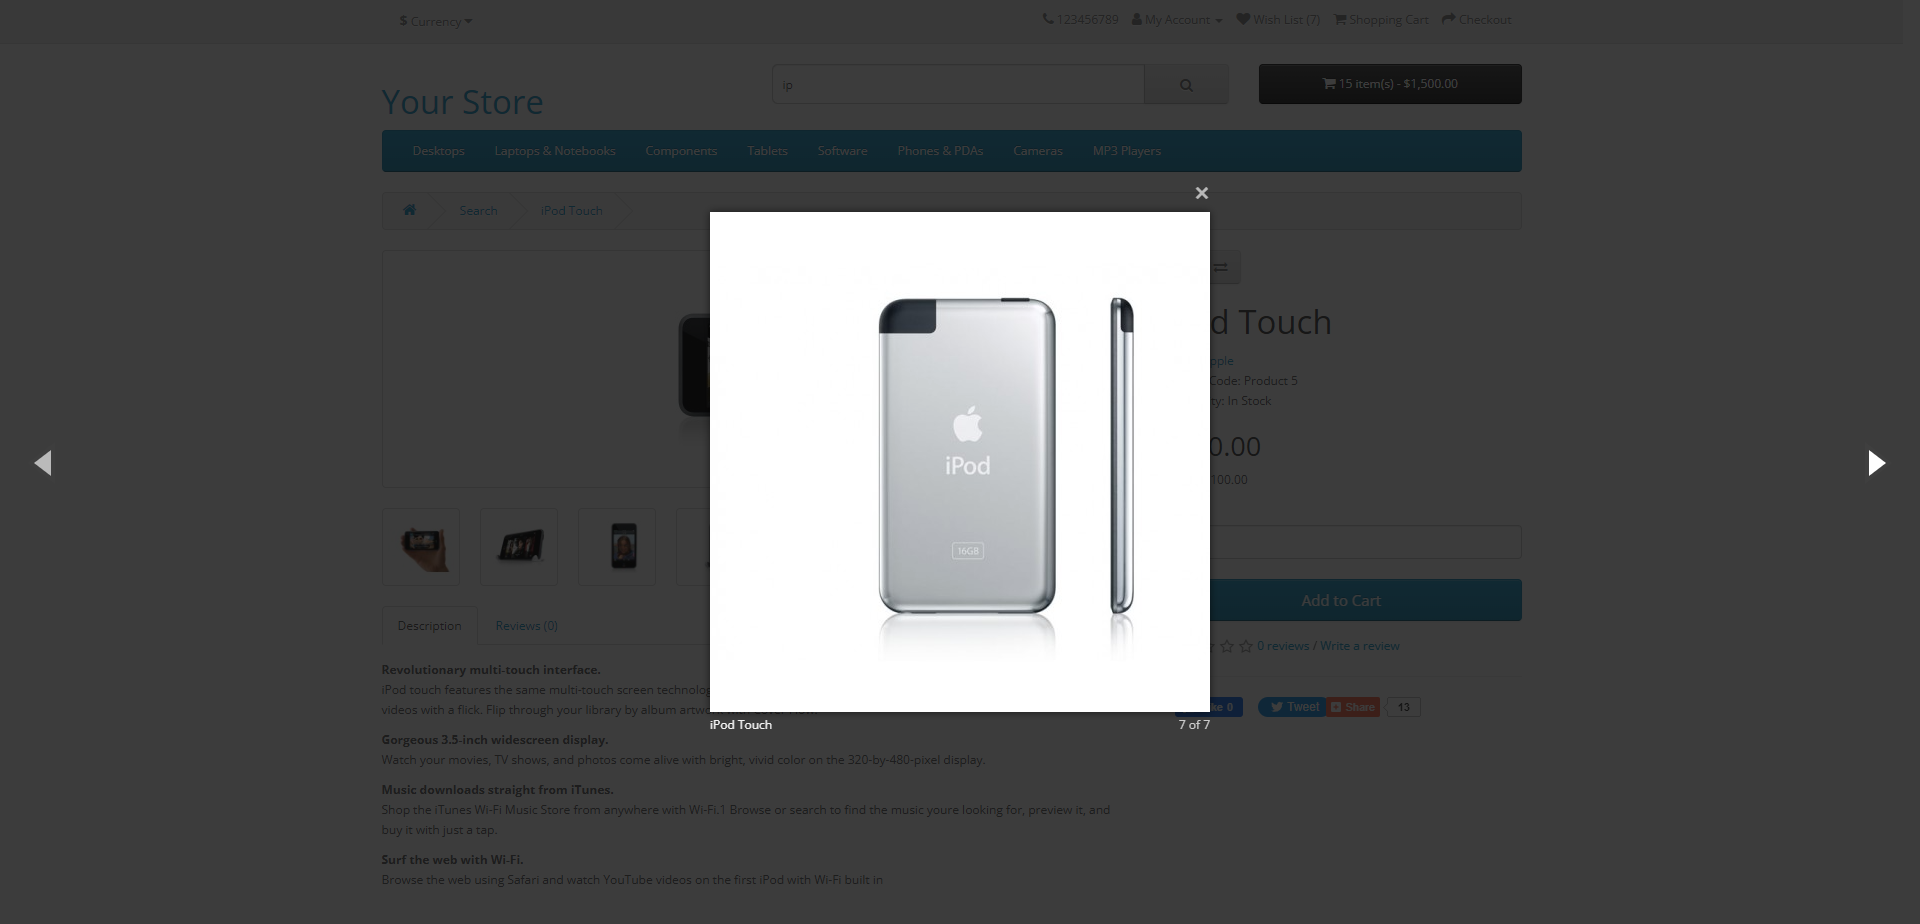 $ Currency
123456789 My Account Wish List (7) Shopping Cart Checkout
Your Store
ip
15 item(s) - $1,500.00
Desktops Laptops & Notebooks Components Tablets Software Phones & PDAs Cameras MP3 Players
×
Search iPod Touch
d Touch
pple
Code: Product 5
ty: In Stock
0.00
100.00
iPod
16GB
Add to Cart
0 reviews / Write a review
Description Reviews (0)
Revolutionary multi-touch interface.
iPod touch features the same multi-touch screen technolog
videos with a flick. Flip through your library by album artw
ke 0 Tweet Share 13
iPod Touch 7 of 7
Gorgeous 3.5-inch widescreen display.
Watch your movies, TV shows, and photos come alive with bright, vivid color on the 320-by-480-pixel display.
Music downloads straight from iTunes.
Shop the iTunes Wi-Fi Music Store from anywhere with Wi-Fi.1 Browse or search to find the music youre looking for, preview it, and
buy it with just a tap.
Surf the web with Wi-Fi.
Browse the web using Safari and watch YouTube videos on the first iPod with Wi-Fi built in